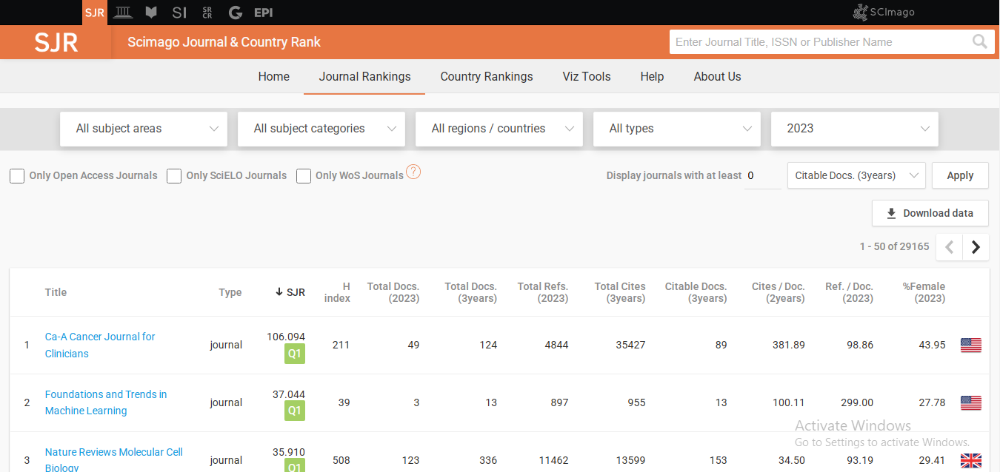 SJR SI SR CR G EPI SCImago
SJR Scimago Journal & Country Rank Enter Journal Title, ISSN or Publisher Name
Home Journal Rankings Country Rankings Viz Tools Help About Us
All subject areas All subject categories All regions / countries All types 2023
Only Open Access Journals Only SciELO Journals Only WoS Journals ? Display journals with at least 0 Citable Docs. (3years) Apply
Download data
1 - 50 of 29165
Title Type SJR H index Total Docs. (2023) Total Docs. (3years) Total Refs. (2023) Total Cites (3years) Citable Docs. (3years) Cites / Doc. (2years) Ref. / Doc. (2023) %Female (2023)
1 Ca-A Cancer Journal for Clinicians journal 106.094 Q1 211 49 124 4844 35427 89 381.89 98.86 43.95
2 Foundations and Trends in Machine Learning journal 37.044 Q1 39 3 13 897 955 13 100.11 299.00 27.78
Activate Windows
Go to Settings to activate Windows.
3 Nature Reviews Molecular Cell Biology journal 35.910 Q1 508 123 336 11462 13599 153 34.50 93.19 29.41